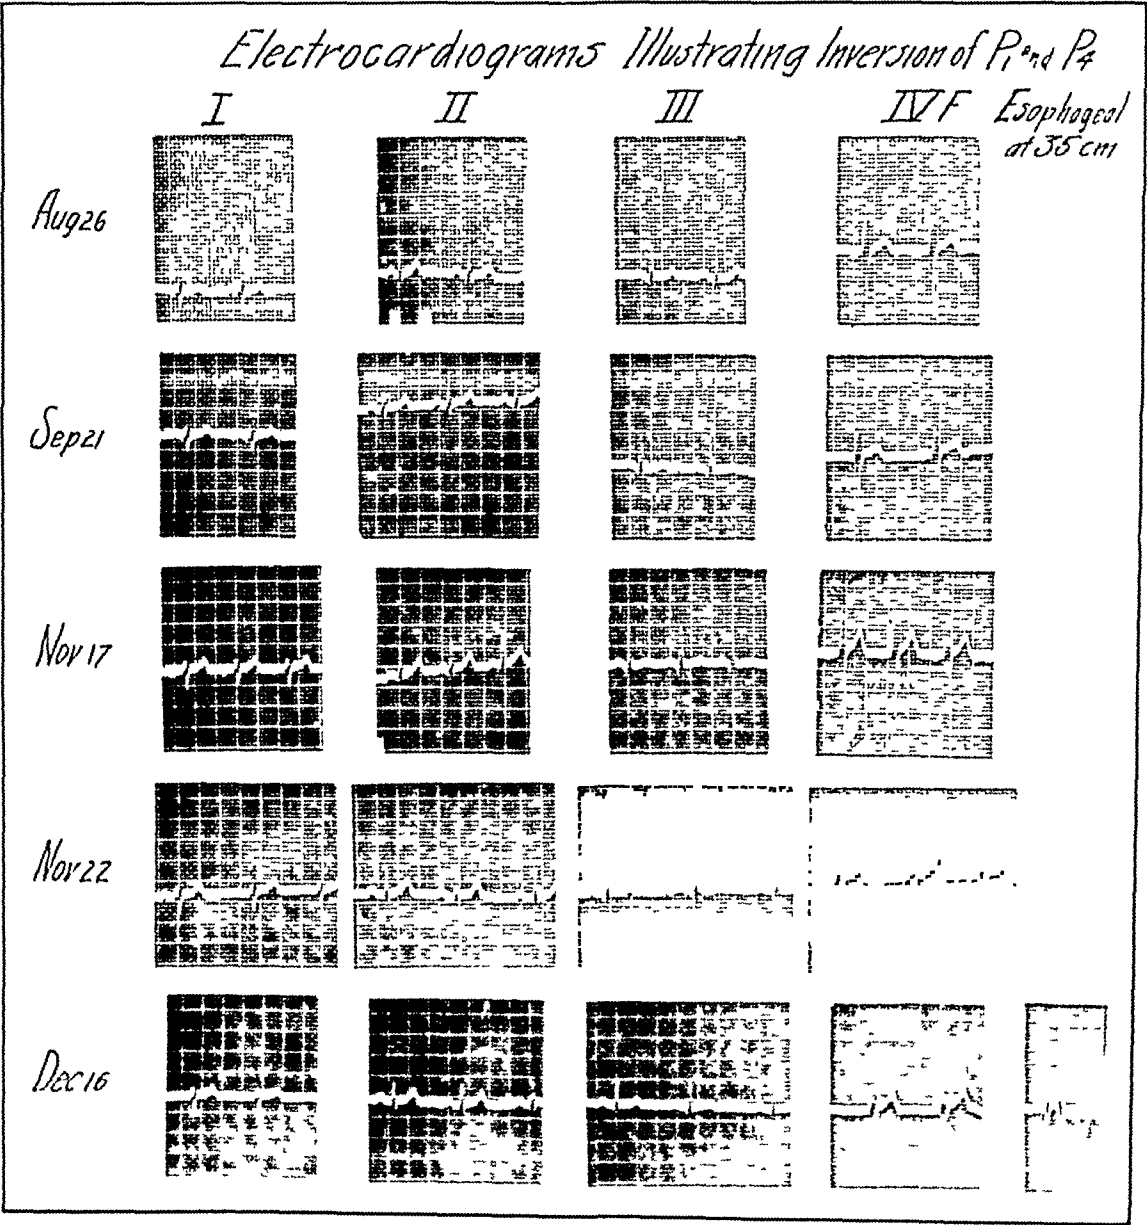 Electrocardiograms Illustrating Inversion of P₁ and P₄
I II III IV F Esophageal
at 35 cm
Aug 26
Sep 21
Nov 17
Nov 22
Dec 16